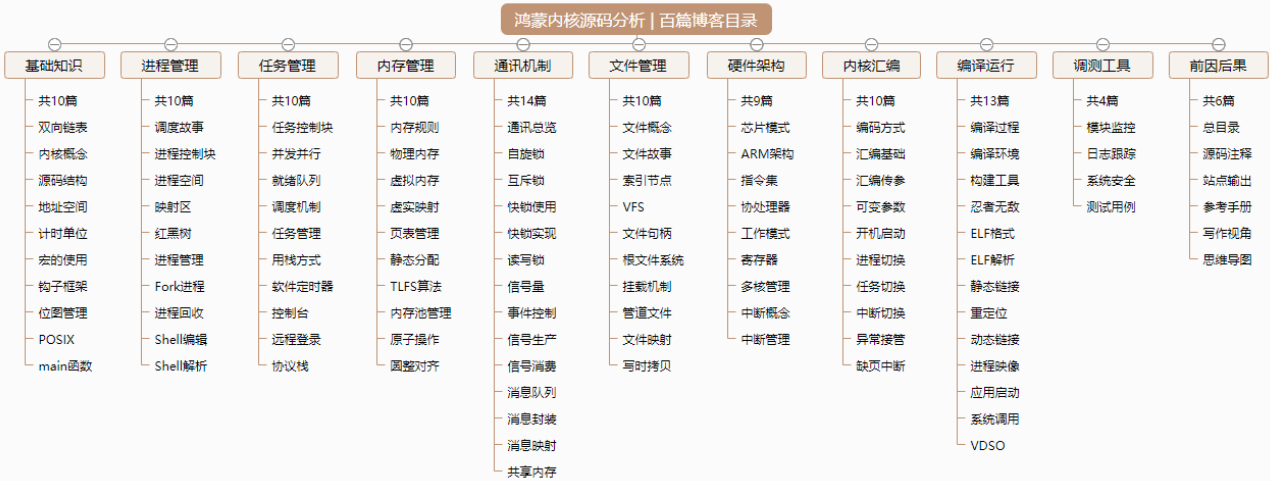 鸿蒙内核源码分析 | 百篇博客目录
基础知识
共10篇
双向链表
内核概念
源码结构
地址空间
计时单位
宏的使用
钩子框架
位图管理
POSIX
main函数
进程管理
共10篇
调度故事
进程控制块
进程空间
映射区
红黑树
进程管理
Fork进程
进程回收
Shell编辑
Shell解析
任务管理
共10篇
任务控制块
并发并行
就绪队列
调度机制
任务管理
用栈方式
软件定时器
控制台
远程登录
协议栈
内存管理
共10篇
内存规则
物理内存
虚拟内存
虚实映射
页表管理
静态分配
TLFS算法
内存池管理
原子操作
圆整对齐
通讯机制
共14篇
通讯总览
自旋锁
互斥锁
快锁使用
快锁实现
读写锁
信号量
事件控制
信号生产
信号消费
消息队列
消息封装
消息映射
共享内存
文件管理
共10篇
文件概念
文件故事
索引节点
VFS
文件句柄
根文件系统
挂载机制
管道文件
文件映射
写时拷贝
硬件架构
共9篇
芯片模式
ARM架构
指令集
协处理器
工作模式
寄存器
多核管理
中断概念
中断管理
内核汇编
共10篇
编码方式
汇编基础
汇编传参
可变参数
开机启动
进程切换
任务切换
中断切换
异常接管
缺页中断
编译运行
共13篇
编译过程
编译环境
构建工具
忍者无敌
ELF格式
ELF解析
静态链接
重定位
动态链接
进程映像
应用启动
系统调用
VDSO
调测工具
共4篇
模块监控
日志跟踪
系统安全
测试用例
前因后果
共6篇
总目录
源码注释
站点输出
参考手册
写作视角
思维导图